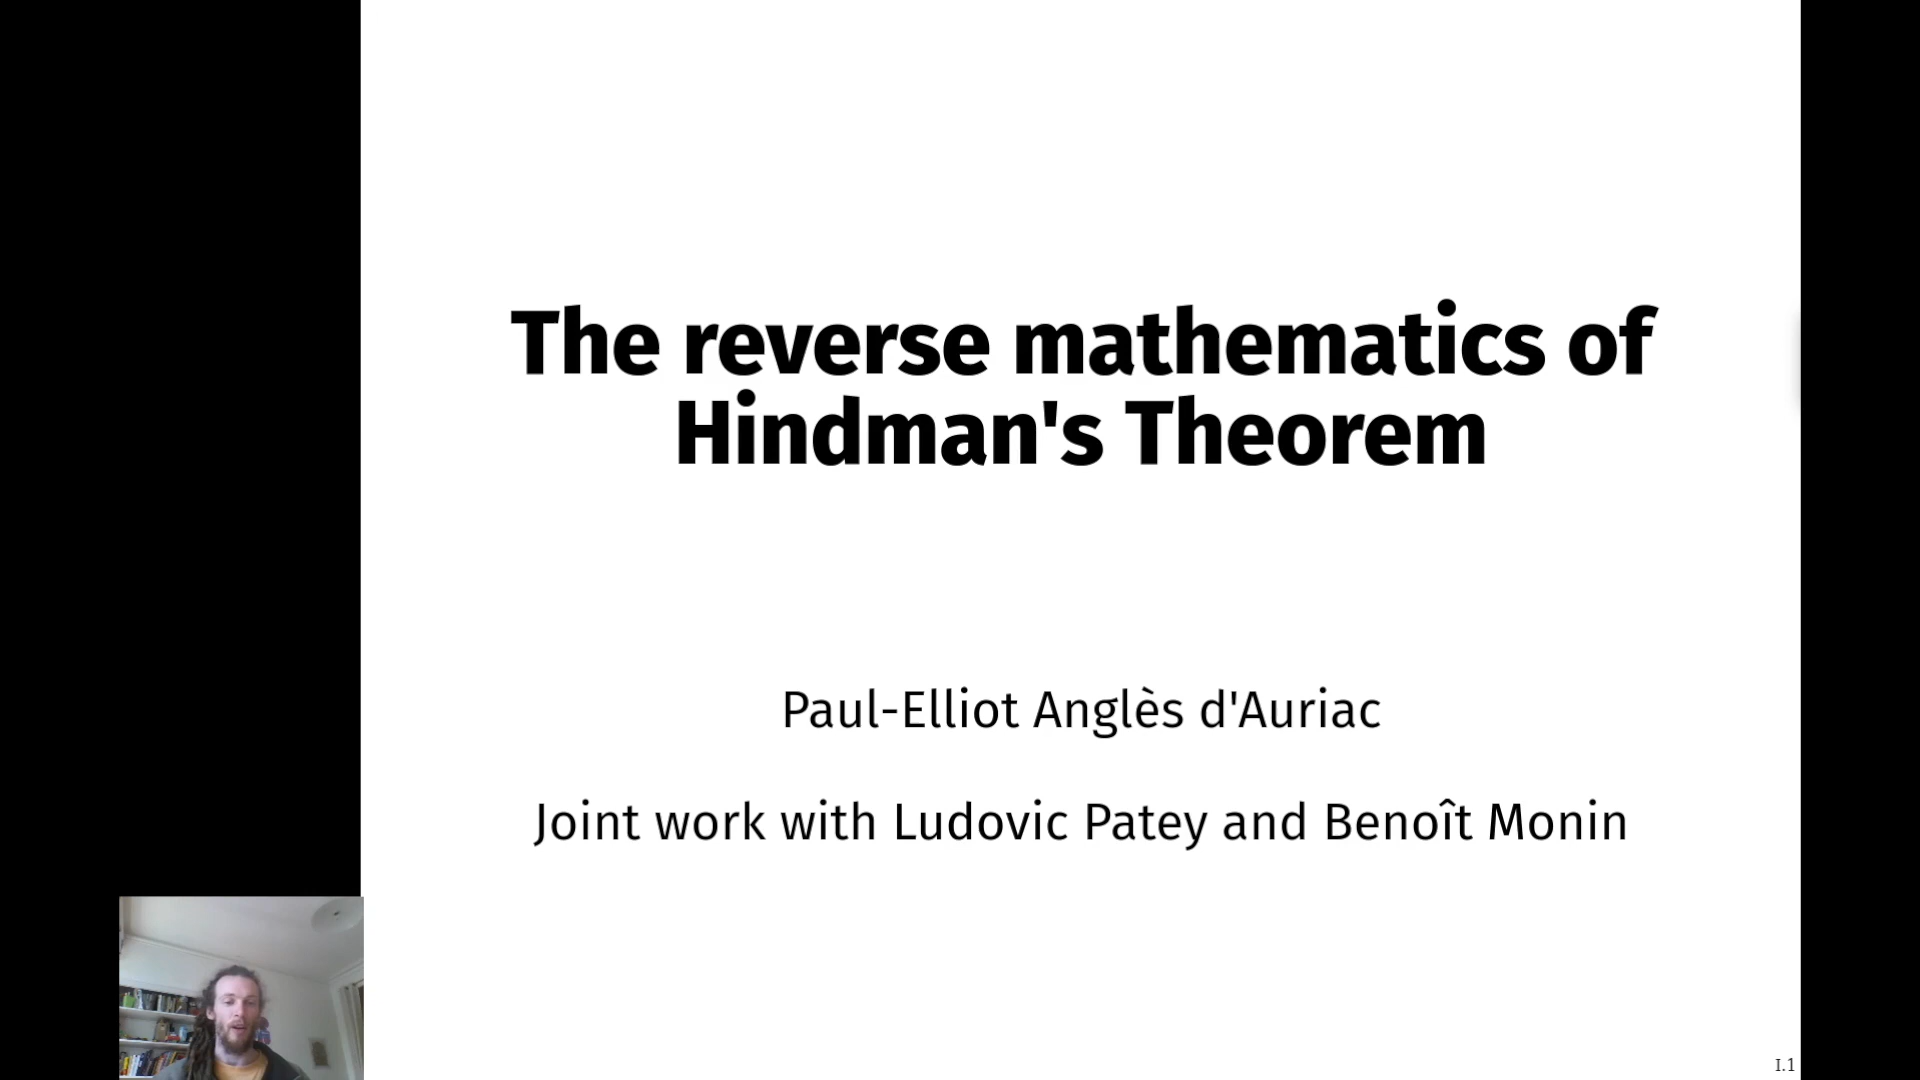 The reverse mathematics of
Hindman's Theorem
Paul-Elliot Anglès d'Auriac
Joint work with Ludovic Patey and Benoît Monin
I.1